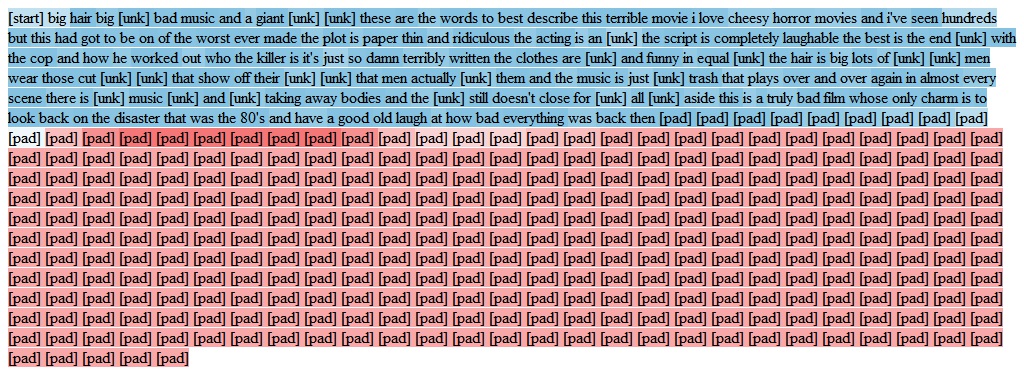 [start] big hair big [unk] bad music and a giant [unk] [unk] these are the words to best describe this terrible movie i love cheesy horror movies and i've seen hundreds
but this had got to be on of the worst ever made the plot is paper thin and ridiculous the acting is an [unk] the script is completely laughable the best is the end [unk] with
the cop and how he worked out who the killer is it's just so damn terribly written the clothes are [unk] and funny in equal [unk] the hair is big lots of [unk] [unk] men
wear those cut [unk] [unk] that show off their [unk] [unk] that men actually [unk] them and the music is just [unk] trash that plays over and over again in almost every
scene there is [unk] music [unk] and [unk] taking away bodies and the [unk] still doesn't close for [unk] all [unk] aside this is a truly bad film whose only charm is to
look back on the disaster that was the 80's and have a good old laugh at how bad everything was back then [pad] [pad] [pad] [pad] [pad] [pad] [pad] [pad] [pad]
[pad] [pad] [pad] [pad] [pad] [pad] [pad] [pad] [pad] [pad] [pad] [pad] [pad] [pad] [pad] [pad] [pad] [pad] [pad] [pad] [pad] [pad] [pad] [pad] [pad] [pad] [pad]
[pad] [pad] [pad] [pad] [pad] [pad] [pad] [pad] [pad] [pad] [pad] [pad] [pad] [pad] [pad] [pad] [pad] [pad] [pad] [pad] [pad] [pad] [pad] [pad] [pad] [pad] [pad]
[pad] [pad] [pad] [pad] [pad] [pad] [pad] [pad] [pad] [pad] [pad] [pad] [pad] [pad] [pad] [pad] [pad] [pad] [pad] [pad] [pad] [pad] [pad] [pad] [pad] [pad] [pad]
[pad] [pad] [pad] [pad] [pad] [pad] [pad] [pad] [pad] [pad] [pad] [pad] [pad] [pad] [pad] [pad] [pad] [pad] [pad] [pad] [pad] [pad] [pad] [pad] [pad] [pad] [pad]
[pad] [pad] [pad] [pad] [pad] [pad] [pad] [pad] [pad] [pad] [pad] [pad] [pad] [pad] [pad] [pad] [pad] [pad] [pad] [pad] [pad] [pad] [pad] [pad] [pad] [pad] [pad]
[pad] [pad] [pad] [pad] [pad] [pad] [pad] [pad] [pad] [pad] [pad] [pad] [pad] [pad] [pad] [pad] [pad] [pad] [pad] [pad] [pad] [pad] [pad] [pad] [pad] [pad] [pad]
[pad] [pad] [pad] [pad] [pad] [pad] [pad] [pad] [pad] [pad] [pad] [pad] [pad] [pad] [pad] [pad] [pad] [pad] [pad] [pad] [pad] [pad] [pad] [pad] [pad] [pad] [pad]
[pad] [pad] [pad] [pad] [pad] [pad] [pad] [pad] [pad] [pad] [pad] [pad] [pad] [pad] [pad] [pad] [pad] [pad] [pad] [pad] [pad] [pad] [pad] [pad] [pad] [pad] [pad]
[pad] [pad] [pad] [pad] [pad] [pad] [pad] [pad] [pad] [pad] [pad] [pad] [pad] [pad] [pad] [pad] [pad] [pad] [pad] [pad] [pad] [pad] [pad] [pad] [pad] [pad] [pad]
[pad] [pad] [pad] [pad] [pad] [pad] [pad] [pad] [pad] [pad] [pad] [pad] [pad] [pad] [pad] [pad] [pad] [pad] [pad] [pad] [pad] [pad] [pad] [pad] [pad] [pad] [pad]
[pad] [pad] [pad] [pad] [pad] [pad] [pad] [pad] [pad] [pad] [pad] [pad] [pad] [pad] [pad] [pad] [pad] [pad] [pad] [pad] [pad] [pad] [pad] [pad] [pad] [pad] [pad]
[pad] [pad] [pad] [pad] [pad]